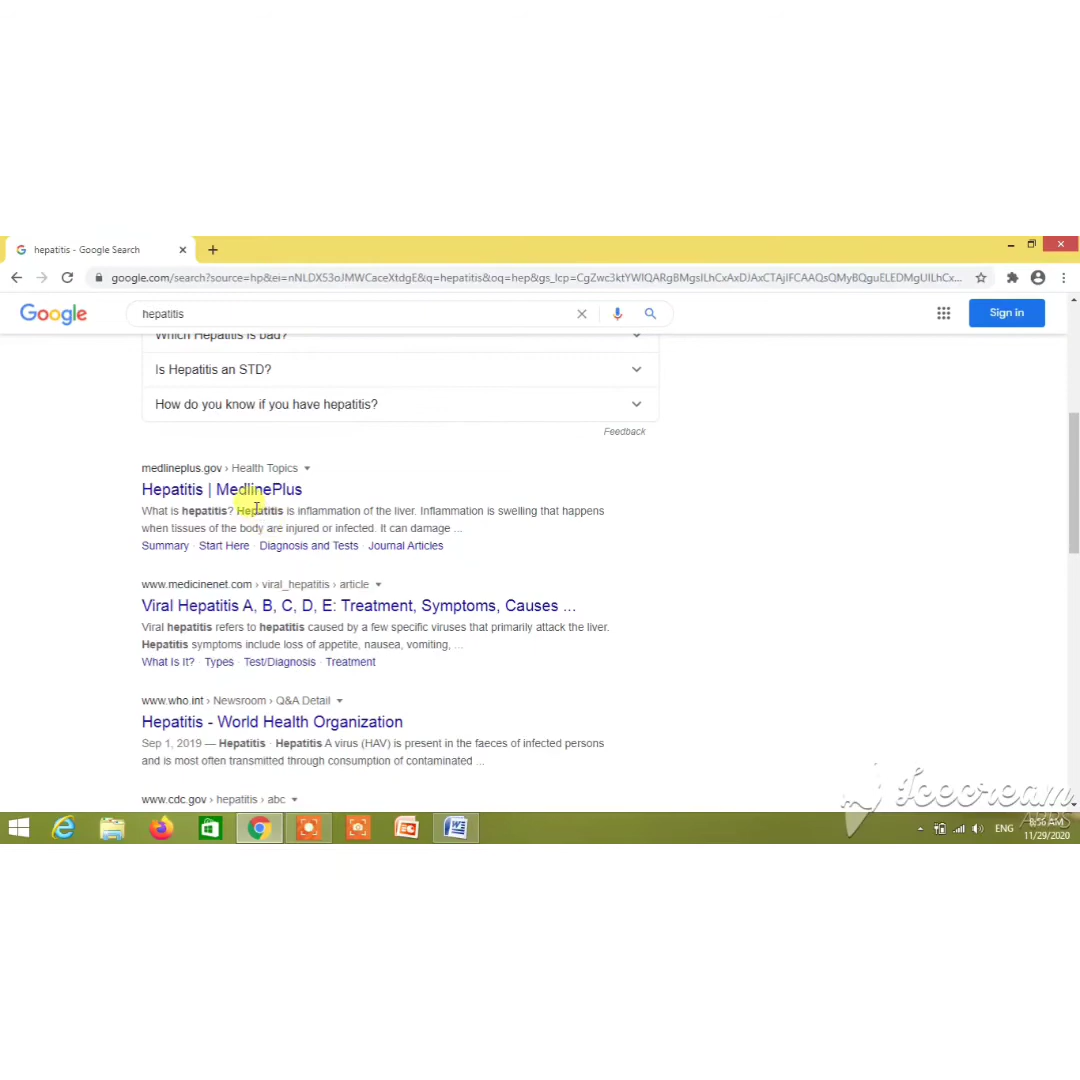 hepatitis - Google Search
google.com/search?source=hp&ei=nNLDX53oJMWCaceXtdgE&q=hepatitis&oq=hep&gs_lcp=
Google
hepatitis
Sign in
Which Hepatitis is bad?
Is Hepatitis an STD?
How do you know if you have hepatitis?
Feedback
medlineplus.gov › Health Topics
Hepatitis | MedlinePlus
What is hepatitis? Hepatitis is inflammation of the liver. Inflammation is swelling that happens
when tissues of the body are injured or infected. It can damage ...
Summary · Start Here · Diagnosis and Tests · Journal Articles
www.medicinenet.com › viral_hepatitis › article
Viral Hepatitis A, B, C, D, E: Treatment, Symptoms, Causes ...
Viral hepatitis refers to hepatitis caused by a few specific viruses that primarily attack the liver.
Hepatitis symptoms include loss of appetite, nausea, vomiting, ...
What Is It? · Types · Test/Diagnosis · Treatment
www.who.int › Newsroom › Q&A Detail
Hepatitis - World Health Organization
Sep 1, 2019 — Hepatitis · Hepatitis A virus (HAV) is present in the faeces of infected persons
and is most often transmitted through consumption of contaminated ...
www.cdc.gov › hepatitis › abc
Icecream
APPS
ENG
8:56 AM
11/29/2020